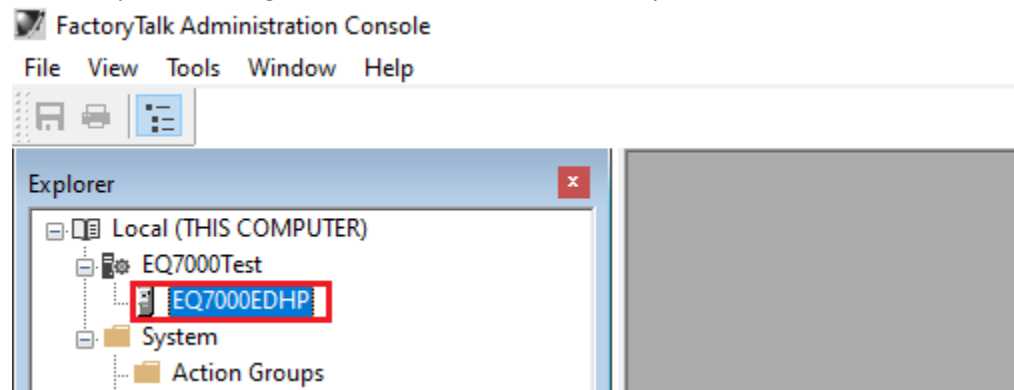 FactoryTalk Administration Console
File View Tools Window Help
Explorer
Local (THIS COMPUTER)
EQ7000Test
EQ7000EDHP
System
Action Groups